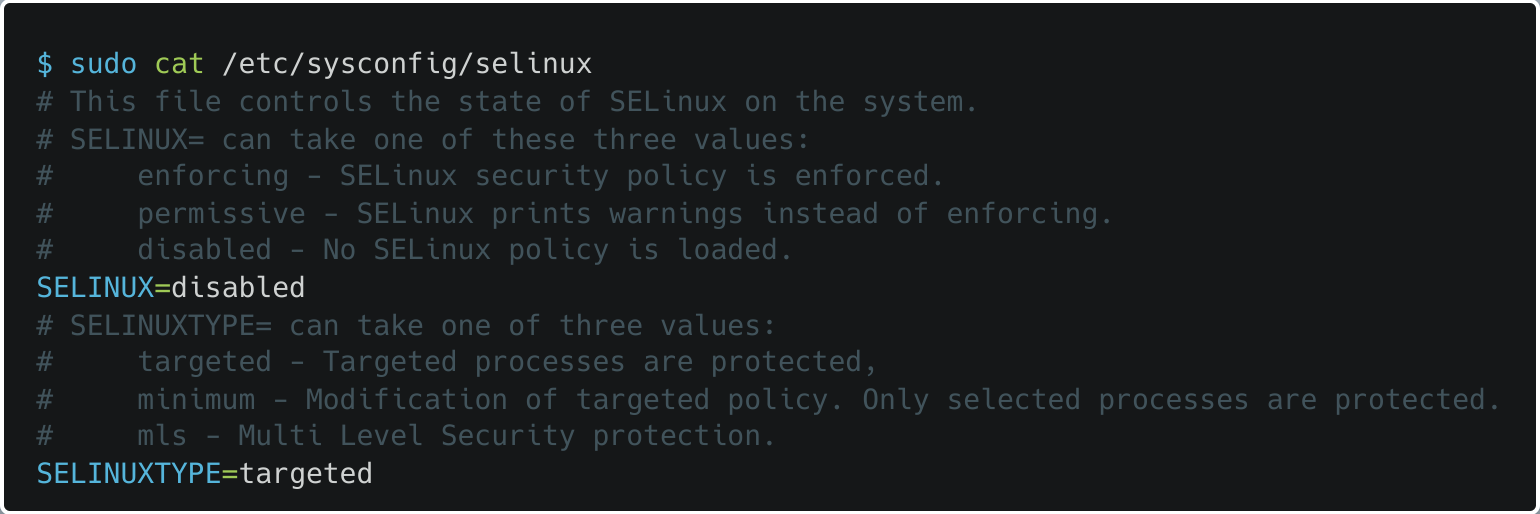 $ sudo cat /etc/sysconfig/selinux
# This file controls the state of SELinux on the system.
# SELINUX= can take one of these three values:
#     enforcing - SELinux security policy is enforced.
#     permissive - SELinux prints warnings instead of enforcing.
#     disabled - No SELinux policy is loaded.
SELINUX=disabled
# SELINUXTYPE= can take one of three values:
#     targeted - Targeted processes are protected,
#     minimum - Modification of targeted policy. Only selected processes are protected.
#     mls - Multi Level Security protection.
SELINUXTYPE=targeted